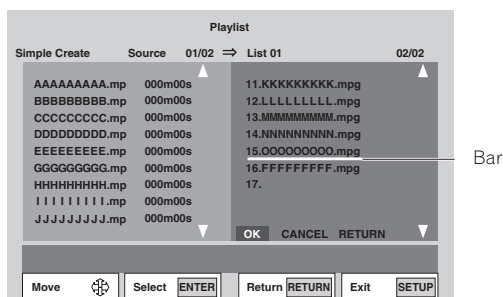 Playlist
Simple Create Source 01/02 ⇒ List 01 02/02
AAAAAAAAA.mp 000m00s
BBBBBBBBB.mp 000m00s
CCCCCCCCC.mp 000m00s
DDDDDDDDD.mp 000m00s
EEEEEEEEE.mp 000m00s
GGGGGGGGG.mp 000m00s
HHHHHHHHH.mp 000m00s
IIIIIIIII.mp 000m00s
JJJJJJJJJ.mp 000m00s
11.KKKKKKKKK.mpg
12.LLLLLLLLL.mpg
13.MMMMMMMMM.mpg
14.NNNNNNNNN.mpg
15.OOOOOOOOO.mpg
16.FFFFFFFFF.mpg
17.
Bar
OK CANCEL RETURN
Move Select ENTER Return RETURN Exit SETUP